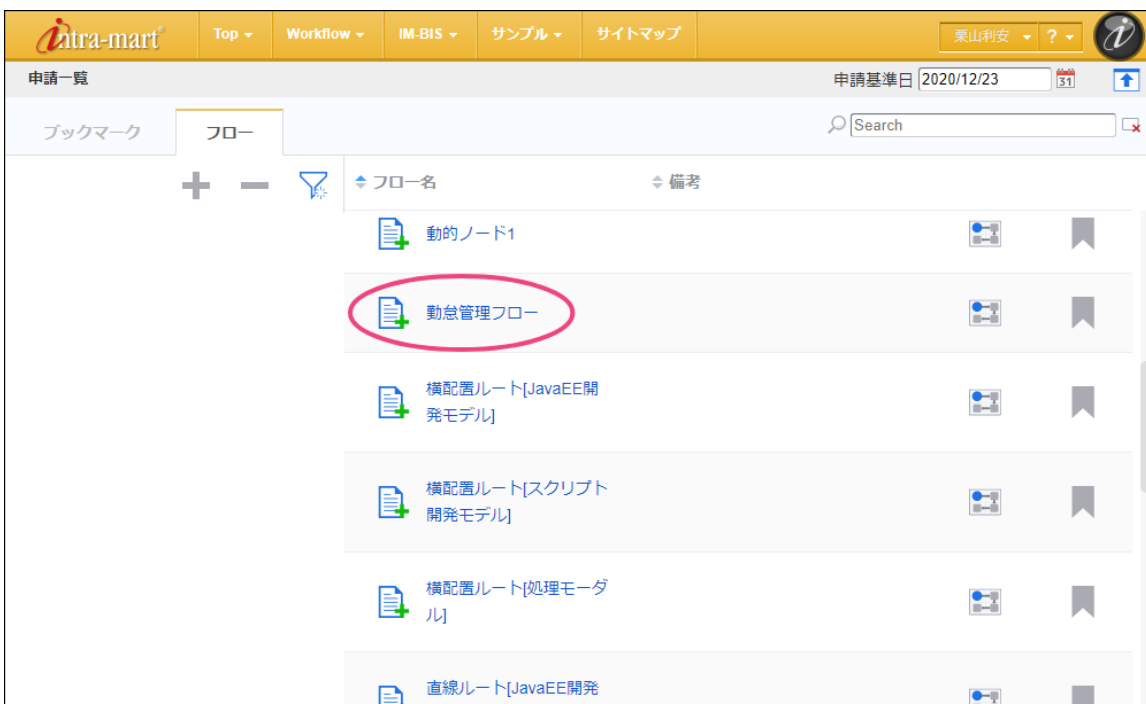 intra-mart Top Workflow IM-BIS サンプル サイトマップ 栗山利安 ?
申請一覧 申請基準日 2020/12/23 31
ブックマーク フロー Search
フロー名 備考
動的ノード1
勤怠管理フロー
横配置ルート[JavaEE開
発モデル]
横配置ルート[スクリプト
開発モデル]
横配置ルート[処理モーダ
ル]
直線ルート[JavaEE開発